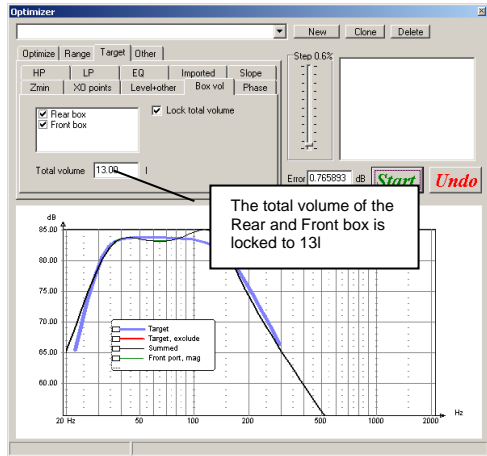 Optimizer
New Clone Delete
Optimize Range Target Other
HP LP EQ Imported Slope
Zmin XO points Level+other Box vol Phase
Rear box
Front box
Lock total volume
Total volume 13.00 l
Step 0.6%
Error 0.765893 dB Start Undo
The total volume of the
Rear and Front box is
locked to 13l
dB
85.00
80.00
75.00
70.00
65.00
60.00
Target
Target, exclude
Summed
Front port, mag
...
20 Hz 50 100 200 500 1000 2000 Hz